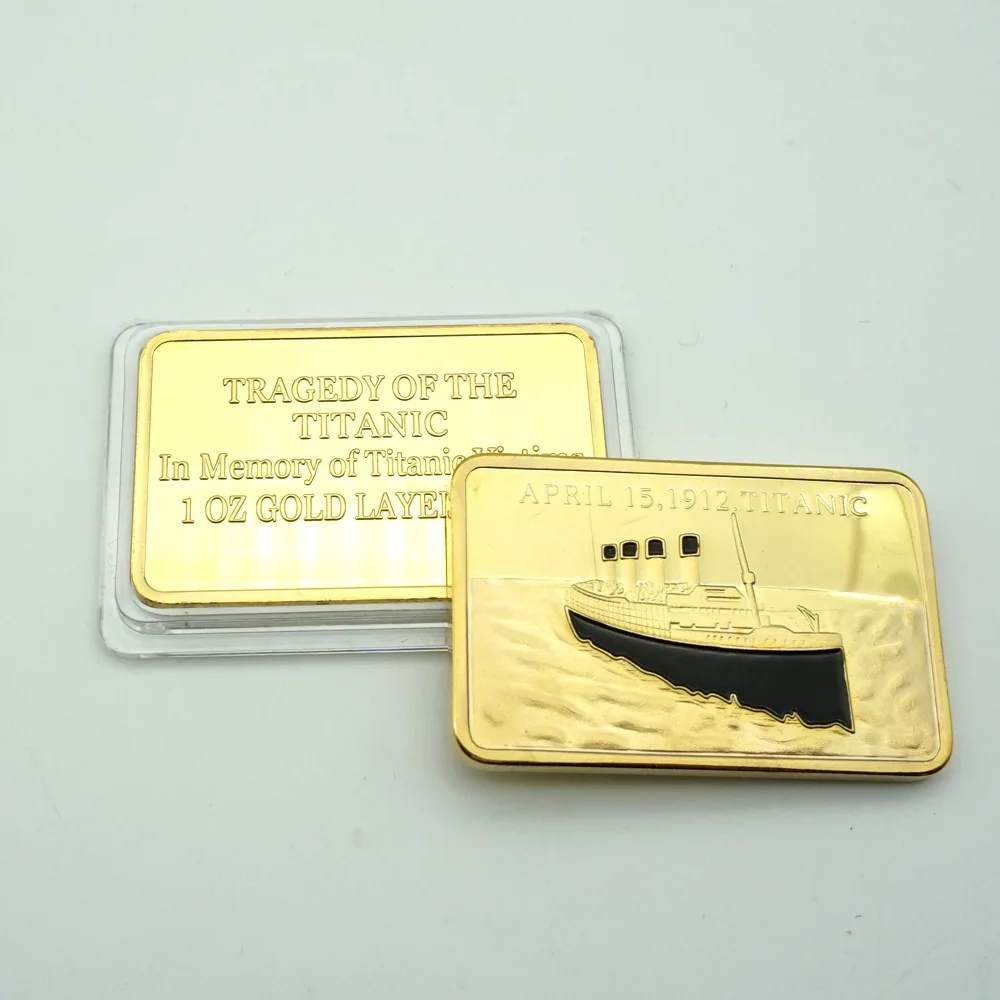 TRAGEDY OF THE
TITANIC
In Memory of Titanic
1 OZ GOLD
APRIL 15,1912,TITANIC